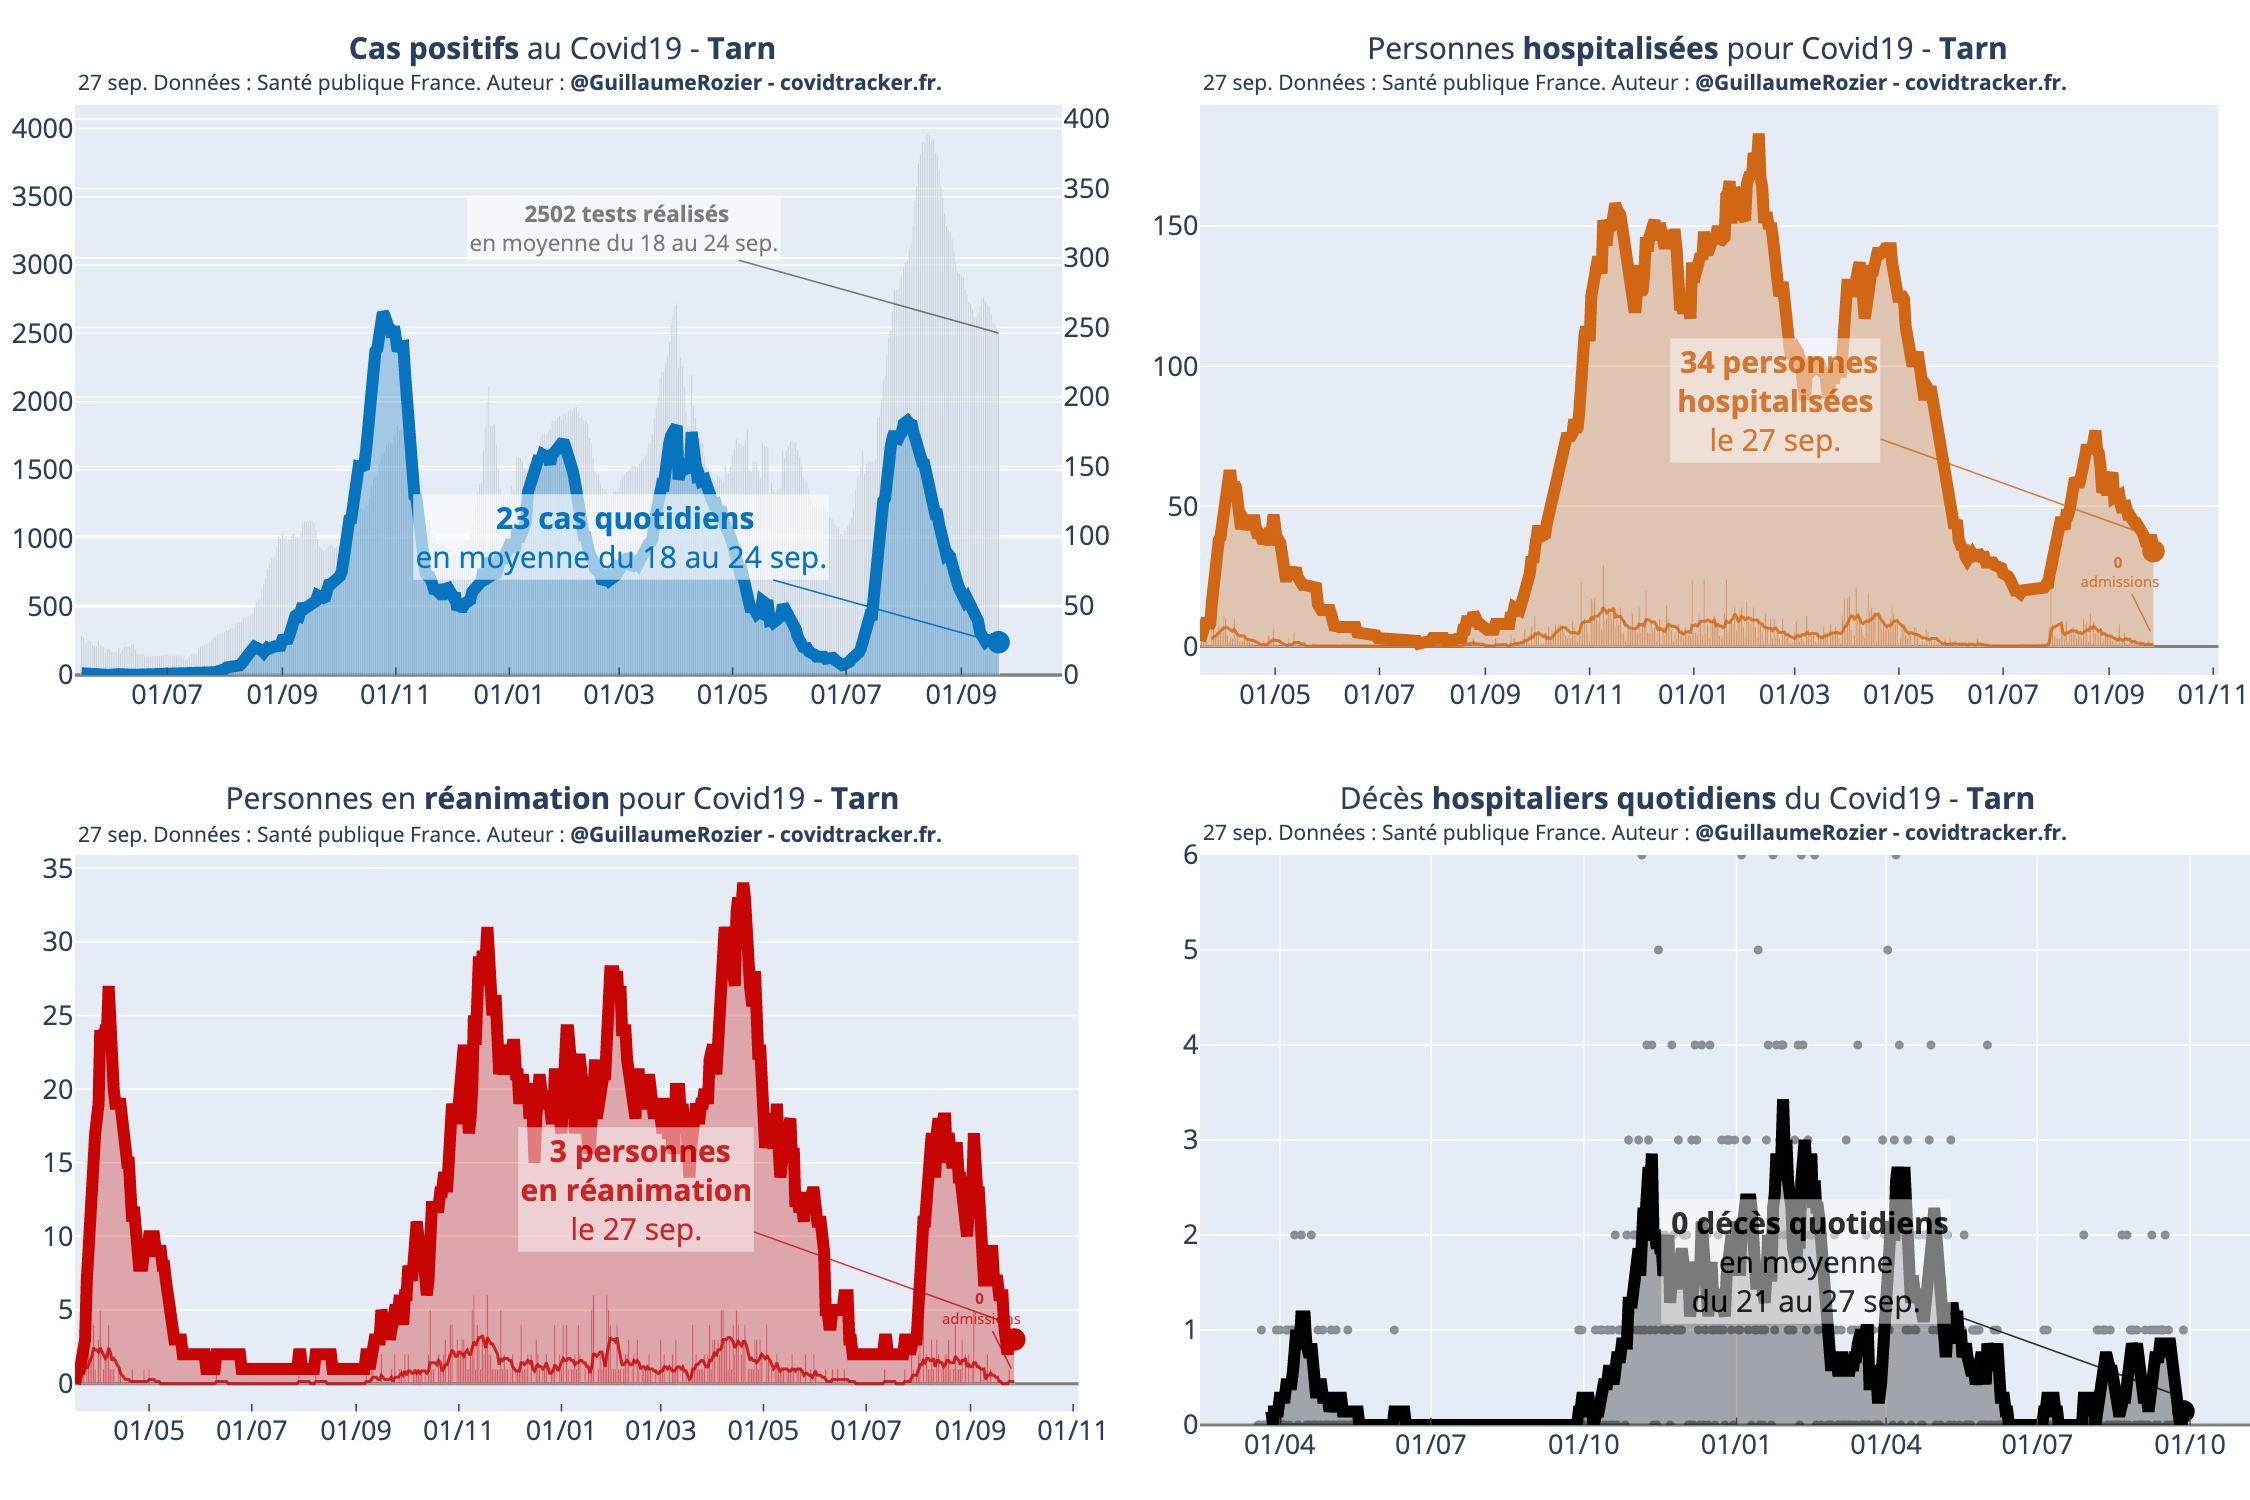 Cas positifs au Covid19 - Tarn
27 sep. Données : Santé publique France. Auteur : @GuillaumeRozier - covidtracker.fr.
4000
3500
3000
2500
2000
1500
1000
500
0
400
350
300
250
200
150
100
50
0
2502 tests réalisés
en moyenne du 18 au 24 sep.
23 cas quotidiens
en moyenne du 18 au 24 sep.
01/07 01/09 01/11 01/01 01/03 01/05 01/07 01/09
Personnes hospitalisées pour Covid19 - Tarn
27 sep. Données : Santé publique France. Auteur : @GuillaumeRozier - covidtracker.fr.
150
100
50
0
34 personnes
hospitalisées
le 27 sep.
0
admissions
01/05 01/07 01/09 01/11 01/01 01/03 01/05 01/07 01/09 01/11
Personnes en réanimation pour Covid19 - Tarn
27 sep. Données : Santé publique France. Auteur : @GuillaumeRozier - covidtracker.fr.
35
30
25
20
15
10
5
0
3 personnes
en réanimation
le 27 sep.
0
admissions
01/05 01/07 01/09 01/11 01/01 01/03 01/05 01/07 01/09 01/11
Décès hospitaliers quotidiens du Covid19 - Tarn
27 sep. Données : Santé publique France. Auteur : @GuillaumeRozier - covidtracker.fr.
6
5
4
3
2
1
0
0 décès quotidiens
en moyenne
du 21 au 27 sep.
01/04 01/07 01/10 01/01 01/04 01/07 01/10